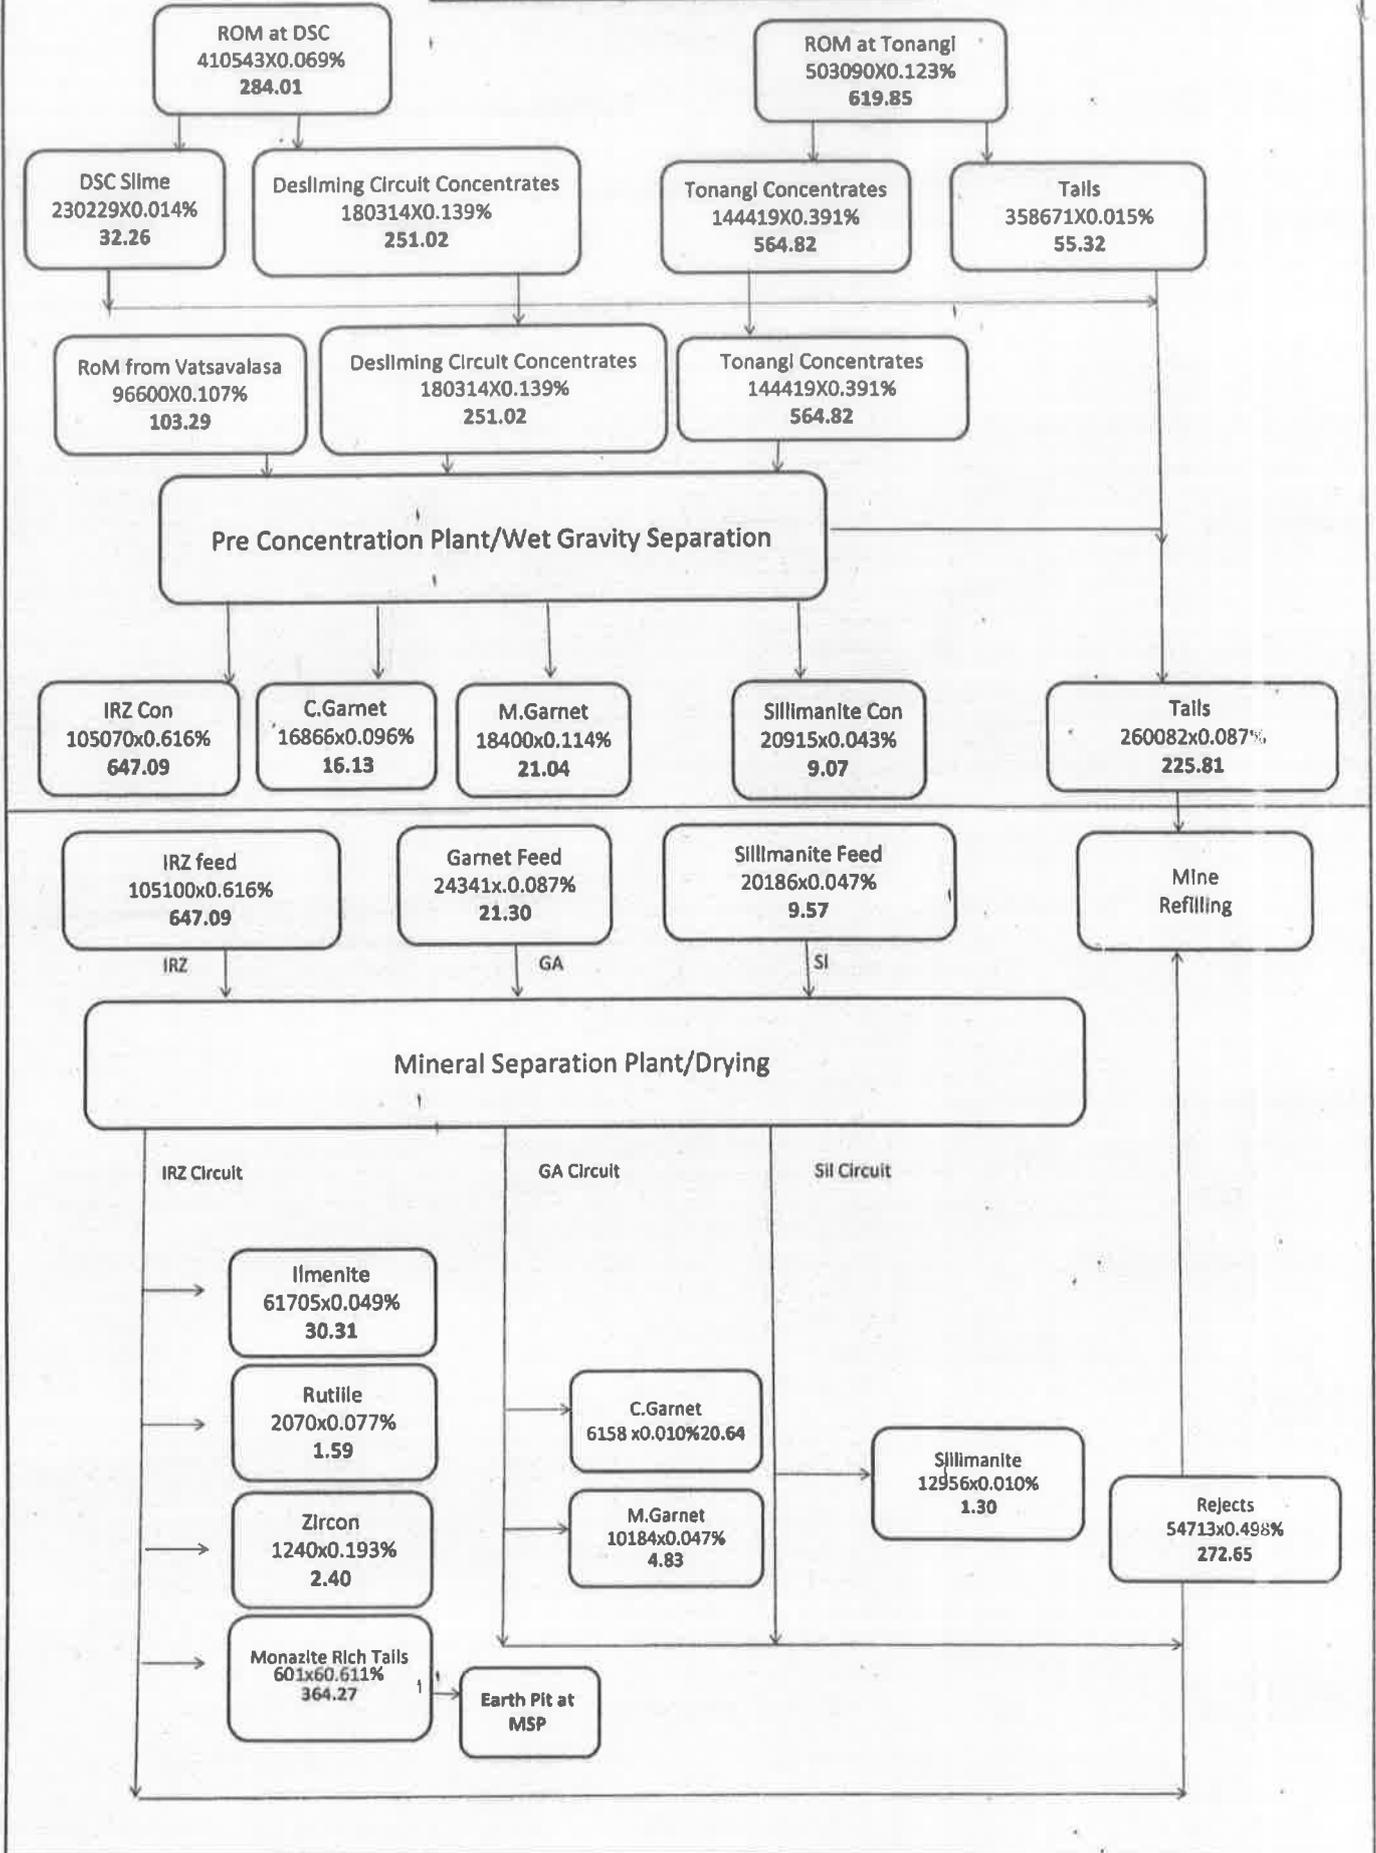 ROM at DSC
410543X0.069%
284.01
ROM at Tonangi
503090X0.123%
619.85
DSC Slime
230229X0.014%
32.26
Desliming Circuit Concentrates
180314X0.139%
251.02
Tonangi Concentrates
144419X0.391%
564.82
Tails
358671X0.015%
55.32
RoM from Vatsavalasa
96600X0.107%
103.29
Desliming Circuit Concentrates
180314X0.139%
251.02
Tonangi Concentrates
144419X0.391%
564.82
Pre Concentration Plant/Wet Gravity Separation
IRZ Con
105070x0.616%
647.09
C.Garnet
16866x0.096%
16.13
M.Garnet
18400x0.114%
21.04
Sillimanite Con
20915x0.043%
9.07
Tails
260082x0.087%
225.81
IRZ feed
105100x0.616%
647.09
Garnet Feed
24341x.0.087%
21.30
Sillimanite Feed
20186x0.047%
9.57
Mine
Refilling
IRZ
GA
SI
Mineral Separation Plant/Drying
IRZ Circuit
GA Circuit
Sil Circuit
Ilmenite
61705x0.049%
30.31
Rutlile
2070x0.077%
1.59
C.Garnet
6158 x0.010%20.64
Sillimanite
12956x0.010%
1.30
Zircon
1240x0.193%
2.40
M.Garnet
10184x0.047%
4.83
Rejects
54713x0.498%
272.65
Monazite Rich Tails
601x60.611%
364.27
Earth Pit at
MSP